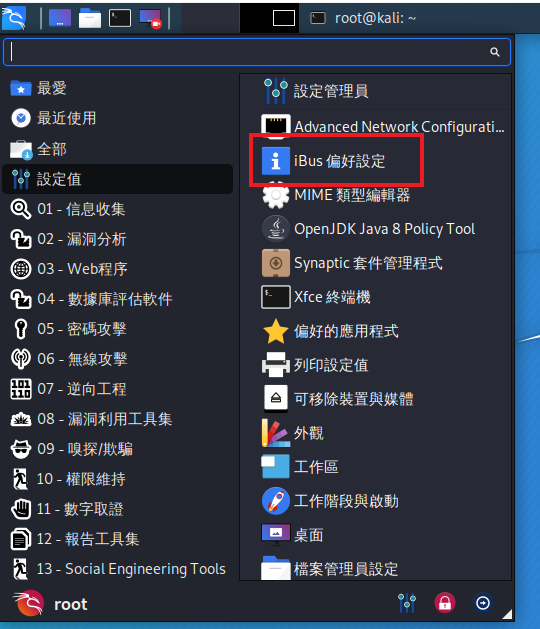 root@kali: ~
最愛
最近使用
全部
設定值
01 - 信息收集
02 - 漏洞分析
03 - Web程序
04 - 數據庫評估軟件
05 - 密碼攻擊
06 - 無線攻擊
07 - 逆向工程
08 - 漏洞利用工具集
09 - 嗅探/欺騙
10 - 權限維持
11 - 數字取證
12 - 報告工具集
13 - Social Engineering Tools
設定管理員
Advanced Network Configurati...
iBus 偏好設定
MIME 類型編輯器
OpenJDK Java 8 Policy Tool
Synaptic 套件管理程式
Xfce 終端機
偏好的應用程式
列印設定值
可移除裝置與媒體
外觀
工作區
工作階段與啟動
桌面
檔案管理員設定
root